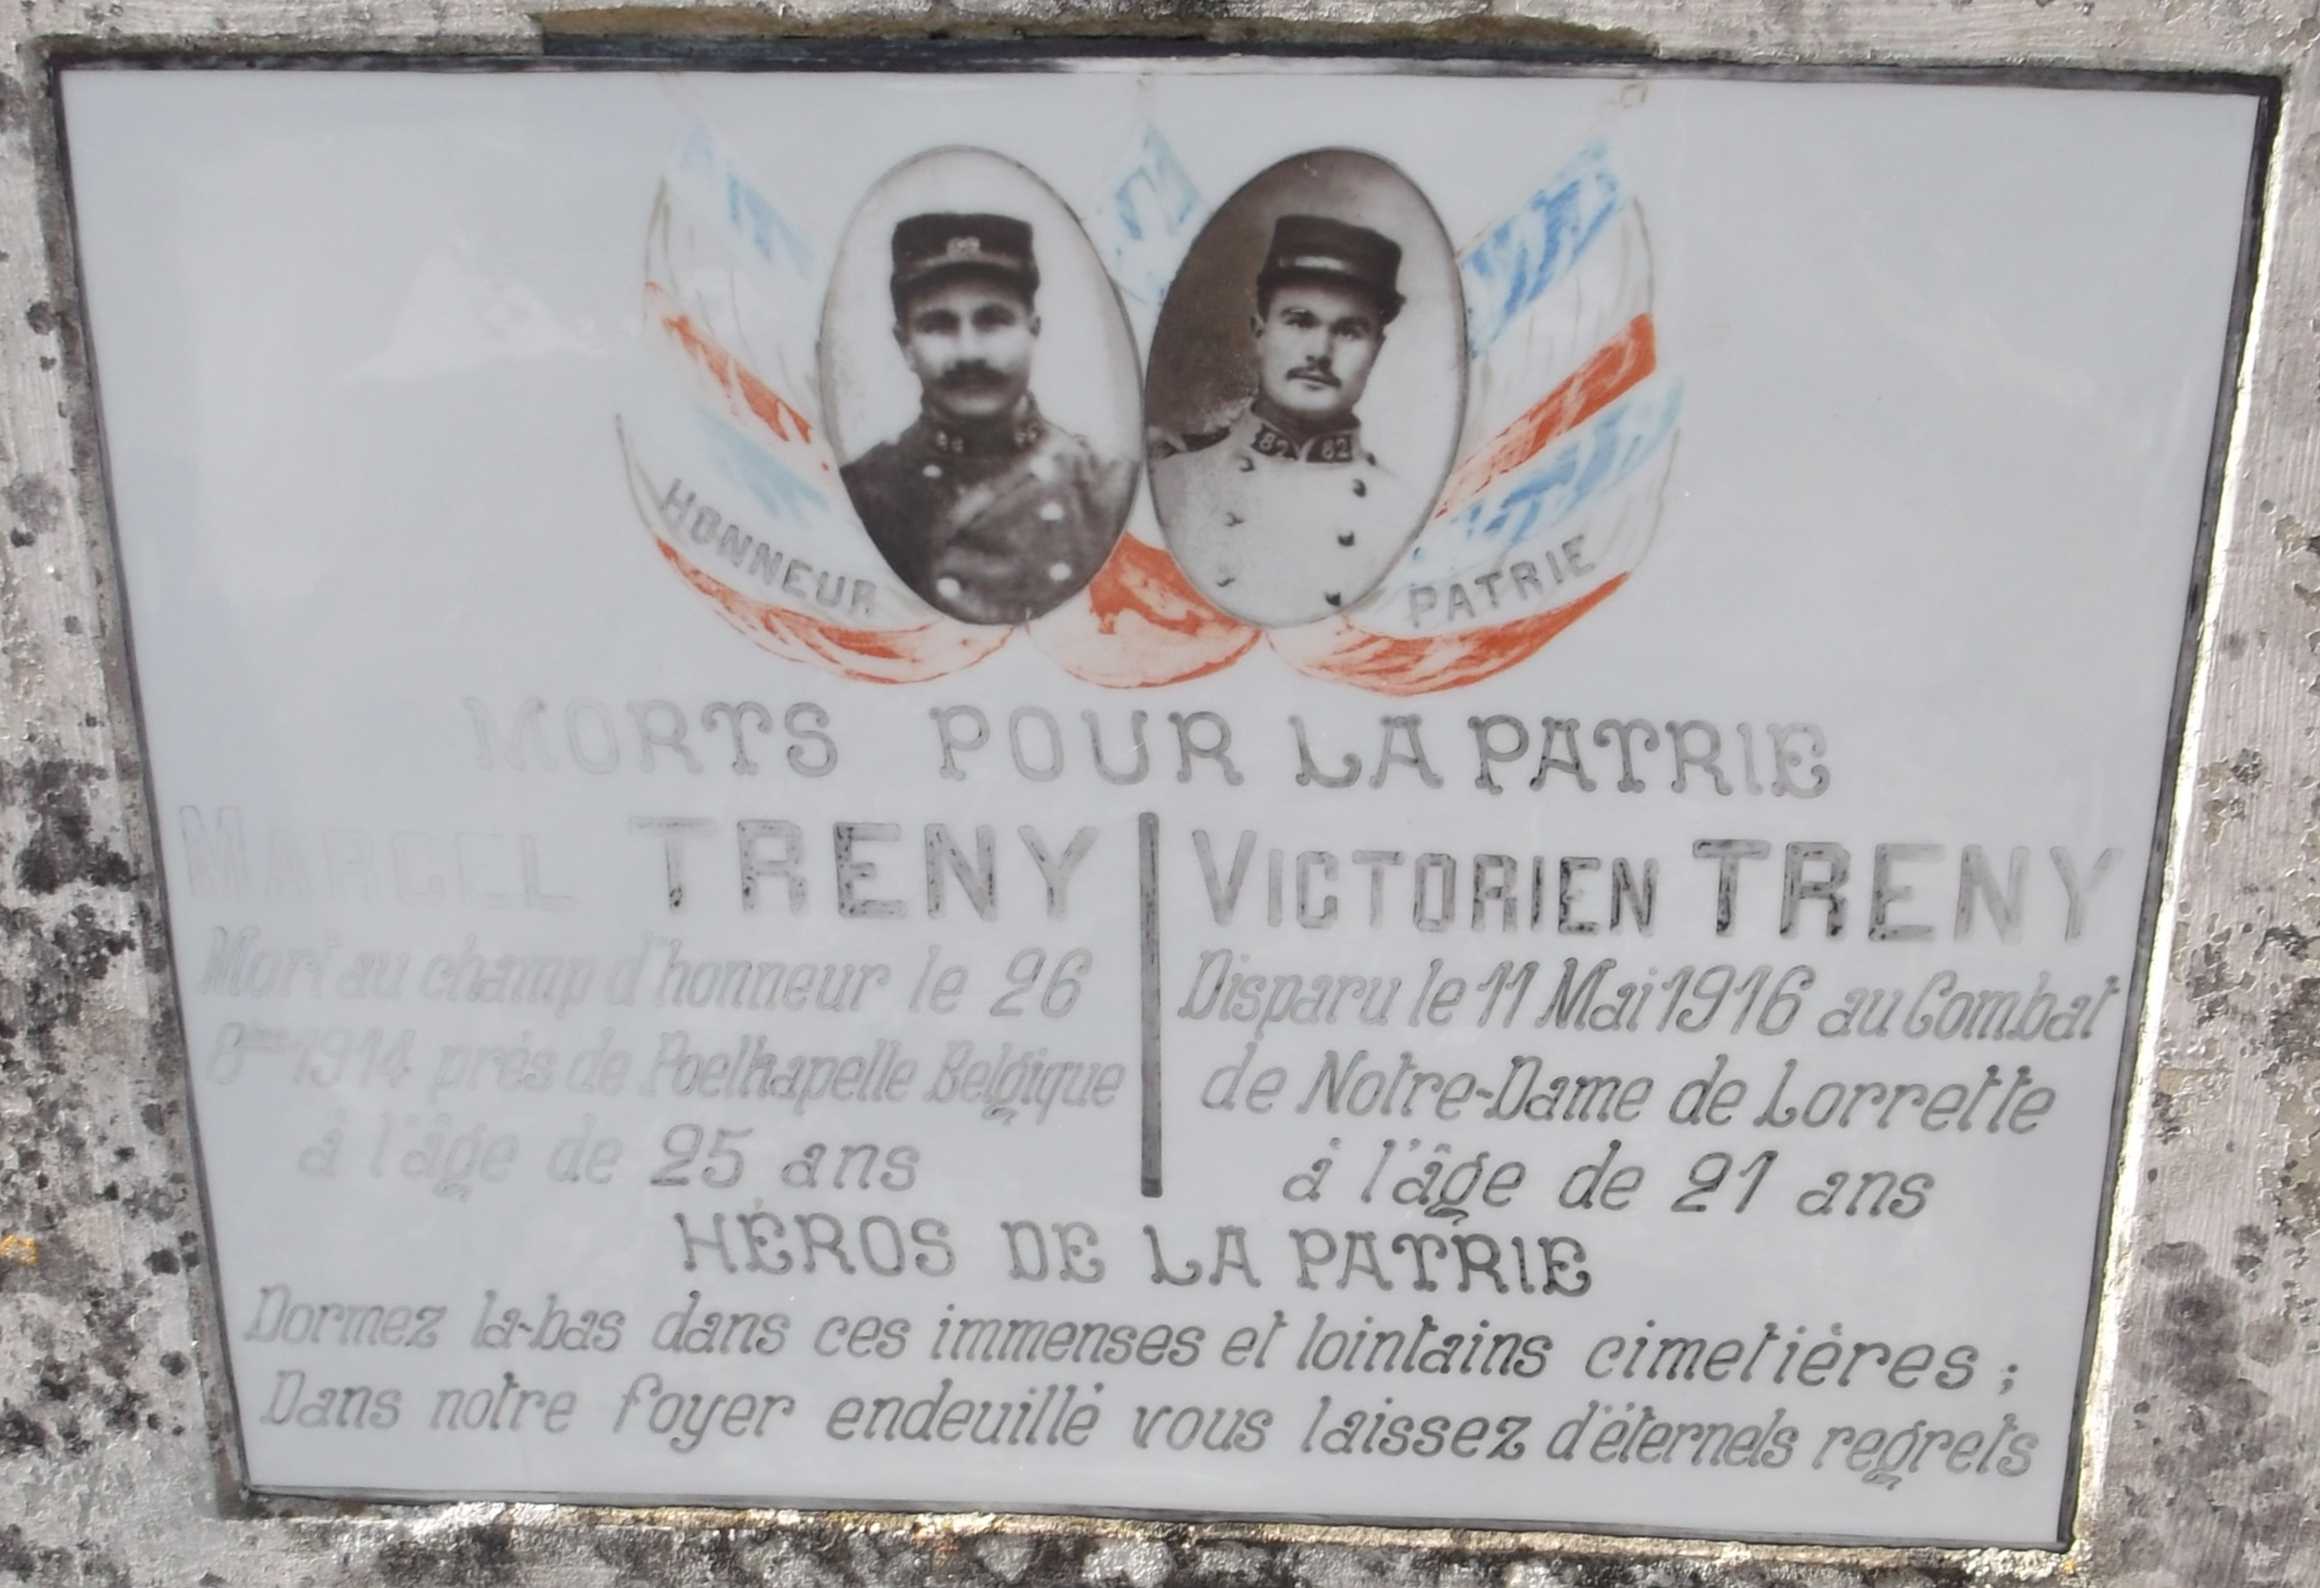 HONNEUR
PATRIE
82 82
MORTS POUR LA PATRIE
MARCEL TRENY
Mort au champ d'honneur le 26
8bre 1914 près de Poelkapelle Belgique
à l'âge de 25 ans
VICTORIEN TRENY
Disparu le 11 Mai 1916 au Combat
de Notre-Dame de Lorrette
à l'âge de 21 ans
HÉROS DE LA PATRIE
Dormez la-bas dans ces immenses et lointains cimetières ;
Dans notre foyer endeuillé vous laissez d'éternels regrets